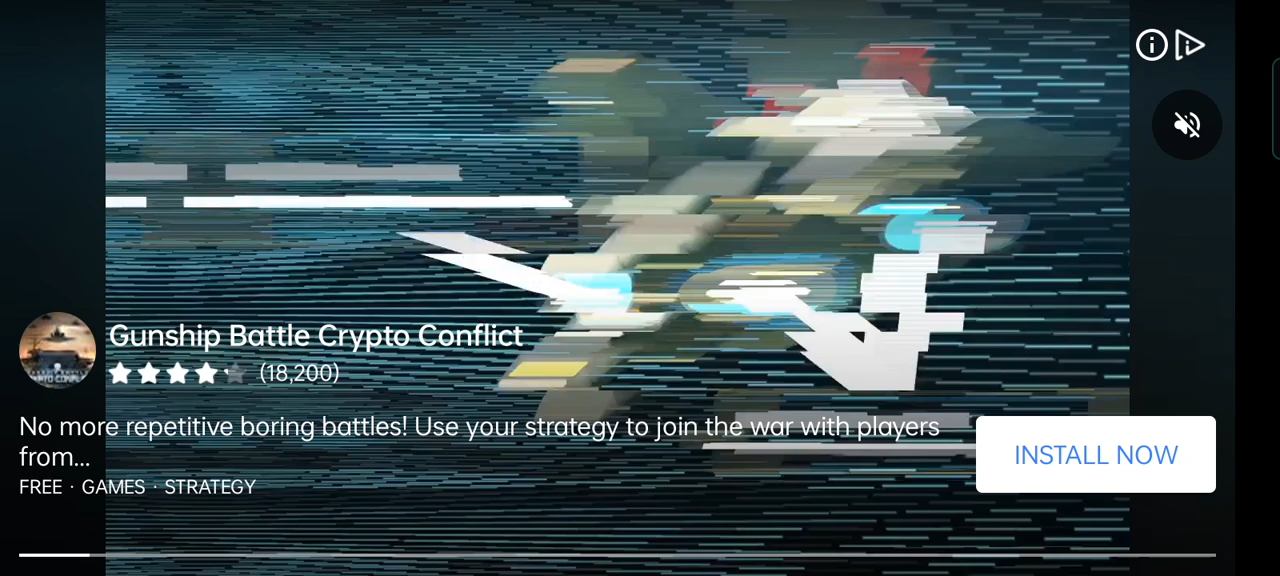 Gunship Battle Crypto Conflict
(18,200)
No more repetitive boring battles! Use your strategy to join the war with players
from...
INSTALL NOW
FREE · GAMES · STRATEGY